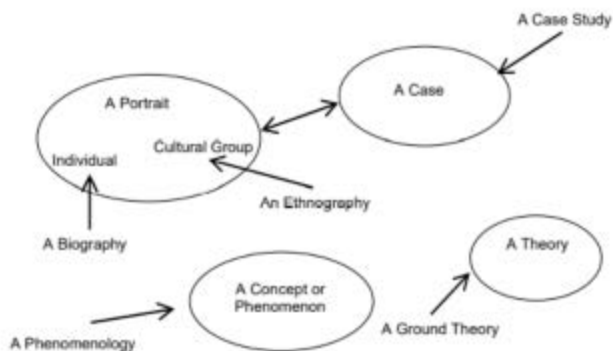 A Case Study
A Portrait
A Case
Individual
Cultural Group
An Ethnography
A Biography
A Theory
A Concept or
Phenomenon
A Phenomenology
A Ground Theory